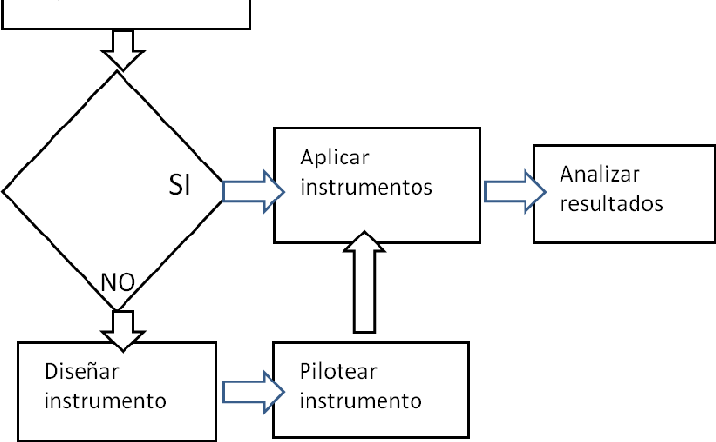 SI
Aplicar
instrumentos
Analizar
resultados
NO
Diseñar
instrumento
Pilotear
instrumento